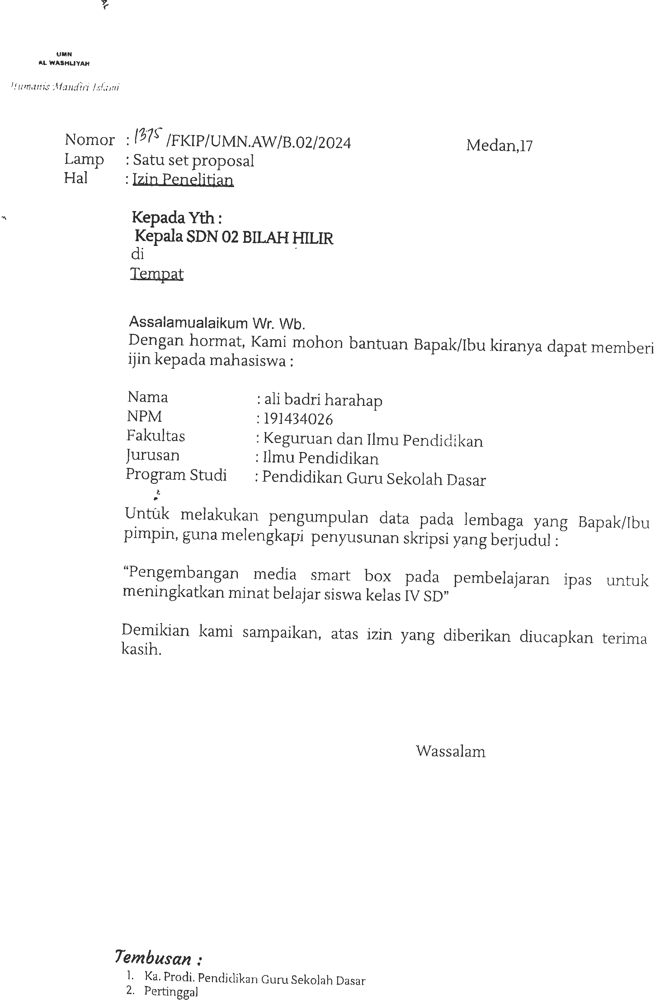 UMN
AL WASHLIYAH
Humanis Mandiri Islami
Nomor : 1375 /FKIP/UMN.AW/B.02/2024 Medan,17
Lamp : Satu set proposal
Hal : Izin Penelitian
Kepada Yth :
Kepala SDN 02 BILAH HILIR
di
Tempat
Assalamualaikum Wr. Wb.
Dengan hormat, Kami mohon bantuan Bapak/Ibu kiranya dapat memberi
ijin kepada mahasiswa :
Nama : ali badri harahap
NPM : 191434026
Fakultas : Keguruan dan Ilmu Pendidikan
Jurusan : Ilmu Pendidikan
Program Studi : Pendidikan Guru Sekolah Dasar
Untuk melakukan pengumpulan data pada lembaga yang Bapak/Ibu
pimpin, guna melengkapi penyusunan skripsi yang berjudul :
“Pengembangan media smart box pada pembelajaran ipas untuk
meningkatkan minat belajar siswa kelas IV SD”
Demikian kami sampaikan, atas izin yang diberikan diucapkan terima
kasih.
Wassalam
Tembusan :
1. Ka. Prodi. Pendidikan Guru Sekolah Dasar
2. Pertinggal